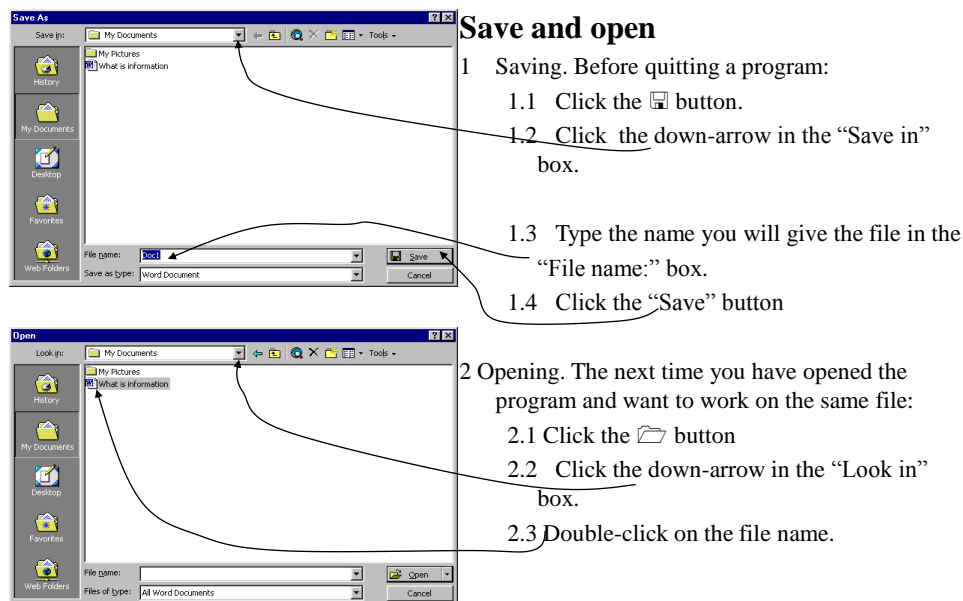 Save As
Save in: My Documents Tools
My Pictures
What is information
History
My Documents
Desktop
Favorites
Web Folders
File name: Doc1 Save
Save as type: Word Document Cancel
Save and open
1 Saving. Before quitting a program:
1.1 Click the button.
1.2 Click the down-arrow in the “Save in”
box.
1.3 Type the name you will give the file in the
“File name:” box.
1.4 Click the “Save” button
Open
Look in: My Documents Tools
My Pictures
What is information
History
My Documents
Desktop
Favorites
Web Folders
File name: Open
Files of type: All Word Documents Cancel
2 Opening. The next time you have opened the
program and want to work on the same file:
2.1 Click the button
2.2 Click the down-arrow in the “Look in”
box.
2.3 Double-click on the file name.